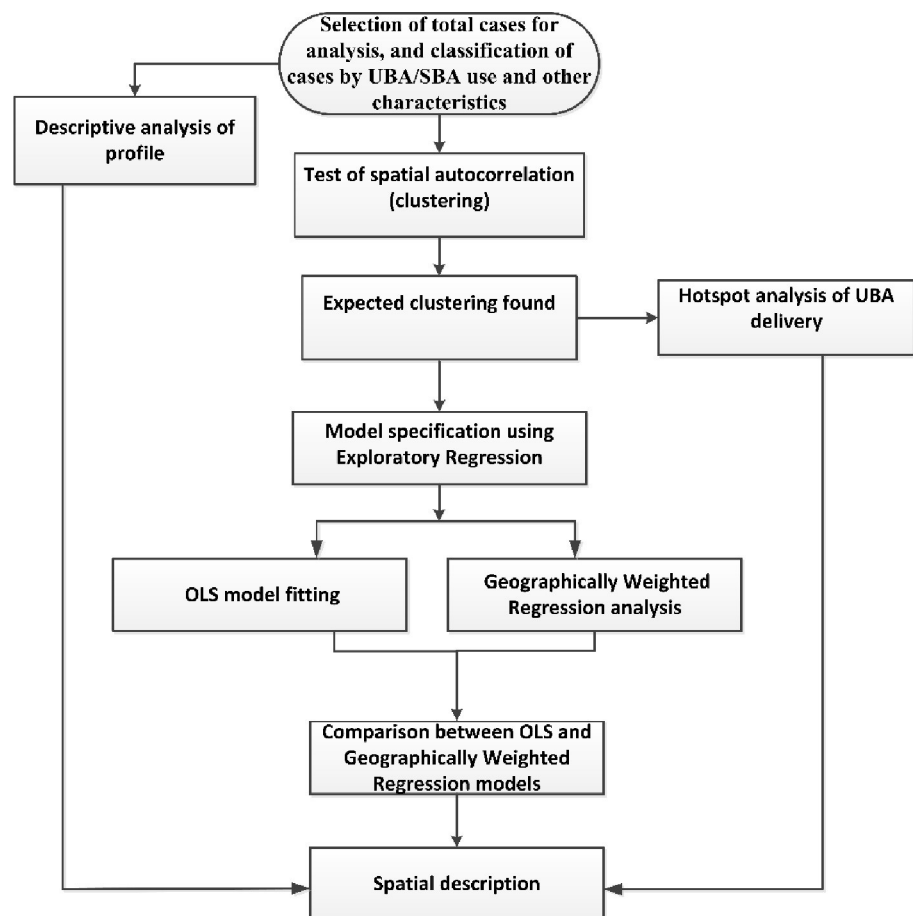 Selection of total cases for
analysis, and classification of
cases by UBA/SBA use and other
characteristics
Descriptive analysis of
profile
Test of spatial autocorrelation
(clustering)
Expected clustering found
Hotspot analysis of UBA
delivery
Model specification using
Exploratory Regression
OLS model fitting
Geographically Weighted
Regression analysis
Comparison between OLS and
Geographically Weighted
Regression models
Spatial description